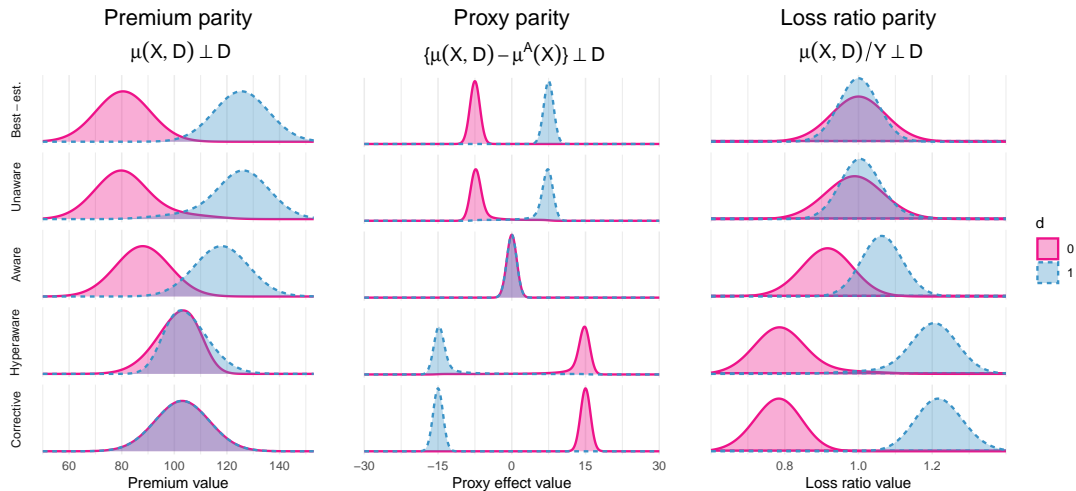 Premium parity
μ(X, D) ⊥ D
Proxy parity
{μ(X, D) − μ^A(X)} ⊥ D
Loss ratio parity
μ(X, D)/Y ⊥ D
Best − est.
Unaware
Aware
Hyperaware
Corrective
60 80 100 120 140
Premium value
−30 −15 0 15 30
Proxy effect value
0.8 1.0 1.2
Loss ratio value
d
0
1